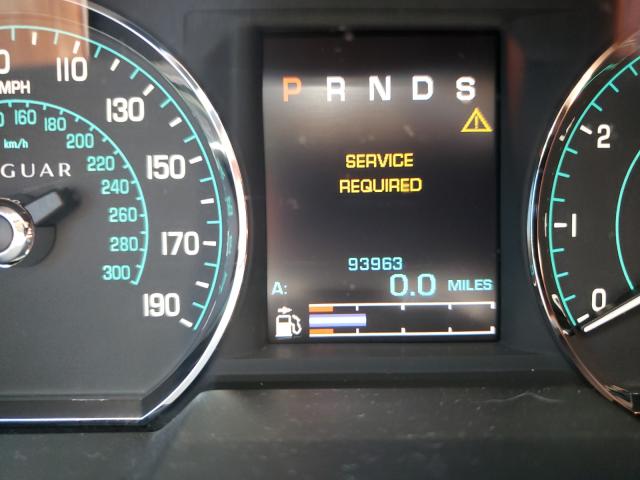 MPH
110
130
150
170
190
160
180
200
220
240
260
280
300
km/h
GUAR
P R N D S
SERVICE
REQUIRED
93963
A: 0.0 MILES
2
1
0